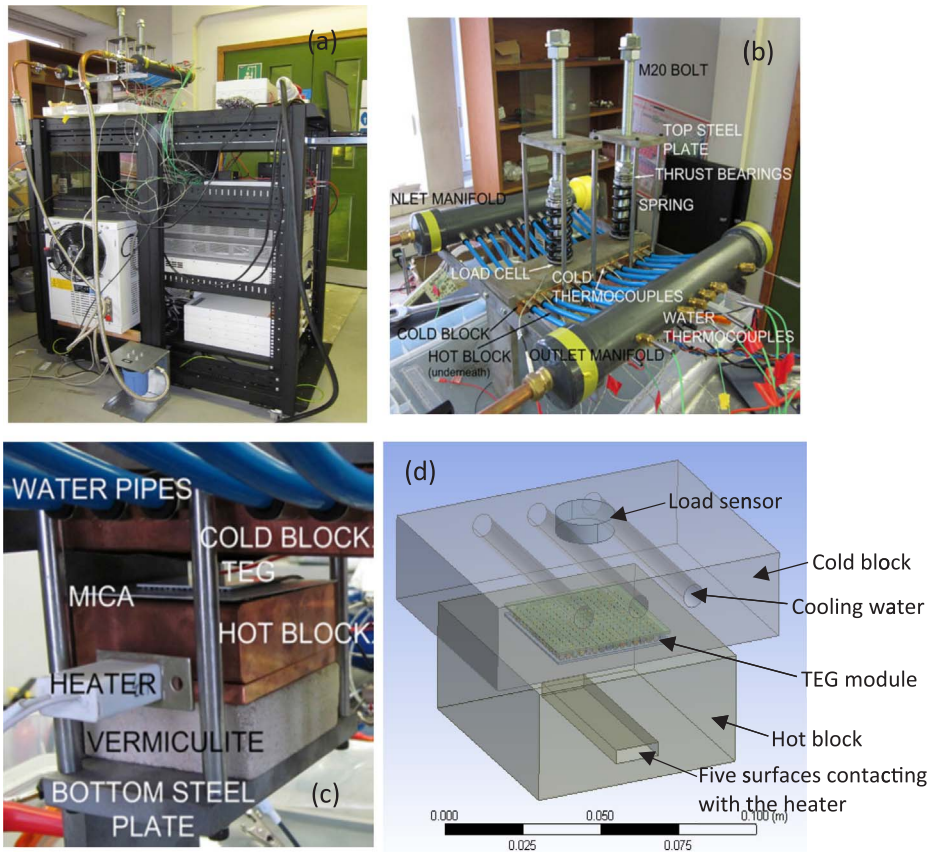 (a)
(b)
M20 BOLT
TOP STEEL
PLATE
THRUST BEARINGS
SPRING
NLET MANIFOLD
LOAD CELL
COLD
THERMOCOUPLES
COLD BLOCK
HOT BLOCK
(underneath)
OUTLET MANIFOLD
WATER
THERMOCOUPLES
WATER PIPES
COLD BLOCK
TEG
MICA
HOT BLOCK
HEATER
VERMICULITE
BOTTOM STEEL
PLATE
(c)
(d)
Load sensor
Cold block
Cooling water
TEG module
Hot block
Five surfaces contacting
with the heater
0.000
0.050
0.100 (m)
0.025
0.075